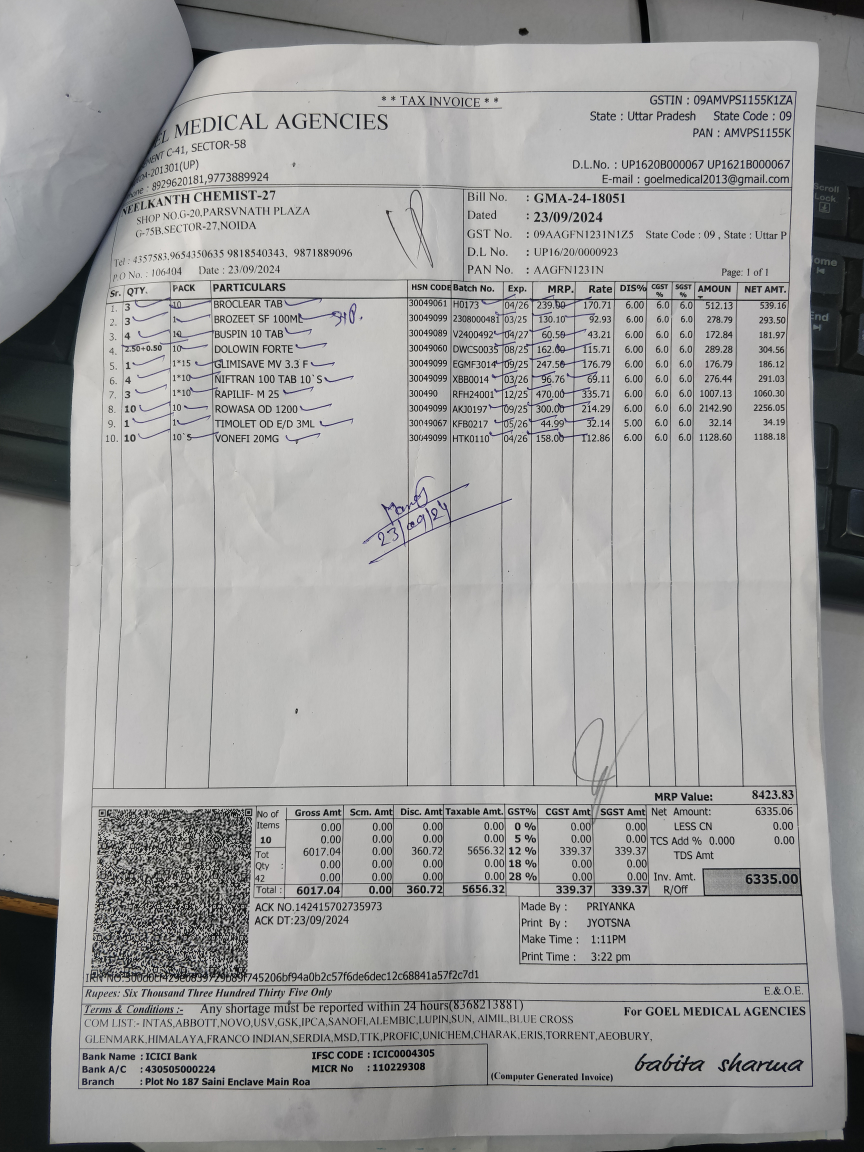 * * TAX INVOICE * *
GSTIN : 09AMVPS1155K1ZA
State : Uttar Pradesh State Code : 09
PAN : AMVPS1155K
MEDICAL AGENCIES
C-41, SECTOR-58
-201301(UP)
: 8929620181,9773889924
D.L.No. : UP1620B000067 UP1621B000067
E-mail : goelmedical2013@gmail.com
NEELKANTH CHEMIST-27
SHOP NO.G-20,PARSVNATH PLAZA
G-75B,SECTOR-27,NOIDA
Tel : 4357583,9654350635 9818540343, 9871889096
P.O No. : 106404 Date : 23/09/2024
Bill No. : GMA-24-18051
Dated : 23/09/2024
GST No. : 09AAGFN1231N1Z5 State Code : 09 , State : Uttar P
D.L No. : UP16/20/0000923
PAN No. : AAGFN1231N Page: 1 of 1
Sr. QTY. PACK PARTICULARS HSN CODE Batch No. Exp. MRP. Rate DIS% CGST % SGST % AMOUN NET AMT.
1. 3 10 BROCLEAR TAB 30049061 H0173 04/26 239.00 170.71 6.00 6.0 6.0 512.13 539.16
2. 3 1 BROZEET SF 100ML 30049099 2308000481 03/25 130.10 92.93 6.00 6.0 6.0 278.79 293.50
3. 4 10 BUSPIN 10 TAB 30049089 V2400492 04/27 60.50 43.21 6.00 6.0 6.0 172.84 181.97
4. 2.50+0.50 10 DOLOWIN FORTE 30049060 DWCS0035 08/25 162.00 115.71 6.00 6.0 6.0 289.28 304.56
5. 1 1*15 GLIMISAVE MV 3.3 F 30049099 EGMF3014 09/25 247.50 176.79 6.00 6.0 6.0 176.79 186.12
6. 4 1*10 NIFTRAN 100 TAB 10`S 30049099 XBB0014 03/26 96.76 69.11 6.00 6.0 6.0 276.44 291.03
7. 3 1*10 RAPILIF- M 25 300490 RFH24001 12/25 470.00 335.71 6.00 6.0 6.0 1007.13 1060.30
8. 10 10 ROWASA OD 1200 30049099 AKJ0197 09/25 300.00 214.29 6.00 6.0 6.0 2142.90 2256.05
9. 1 1 TIMOLET OD E/D 3ML 30049067 KFB0217 05/26 44.99 32.14 5.00 6.0 6.0 32.14 34.19
10. 10 10`S VONEFI 20MG 30049099 HTK0110 04/26 158.00 112.86 6.00 6.0 6.0 1128.60 1188.18
23/09/24
MRP Value: 8423.83
No of Items 10
Tot Qty : 42
Gross Amt Scm. Amt Disc. Amt Taxable Amt. GST% CGST Amt SGST Amt
0.00 0.00 0.00 0.00 0 % 0.00 0.00
0.00 0.00 0.00 0.00 5 % 0.00 0.00
6017.04 0.00 360.72 5656.32 12 % 339.37 339.37
0.00 0.00 0.00 0.00 18 % 0.00 0.00
0.00 0.00 0.00 0.00 28 % 0.00 0.00
Total : 6017.04 0.00 360.72 5656.32 339.37 339.37
Net Amount: 6335.06
LESS CN 0.00
TCS Add % 0.000 0.00
TDS Amt
Inv. Amt. 6335.00
R/Off
ACK NO.142415702735973
ACK DT:23/09/2024
Made By : PRIYANKA
Print By : JYOTSNA
Make Time : 1:11PM
Print Time : 3:22 pm
Rupees: Six Thousand Three Hundred Thirty Five Only E.& O.E.
Terms & Conditions :- Any shortage must be reported within 24 hours(8368213881)
COM LIST:- INTAS,ABBOTT,NOVO,USV,GSK,IPCA,SANOFI,ALEMBIC,LUPIN,SUN, AIMIL,BLUE CROSS
GLENMARK,HIMALAYA,FRANCO INDIAN,SERDIA,MSD,TTK,PROFIC,UNICHEM,CHARAK,ERIS,TORRENT,AEOBURY,
For GOEL MEDICAL AGENCIES
Bank Name : ICICI Bank IFSC CODE : ICIC0004305
Bank A/C : 430505000224 MICR No : 110229308
Branch : Plot No 187 Saini Enclave Main Roa
(Computer Generated Invoice)
babita sharma
Scroll
Lock
ome
End